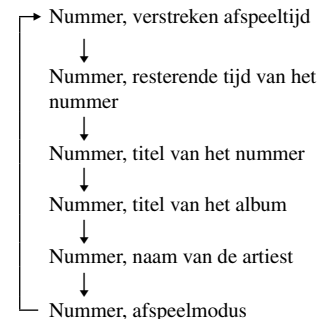 Nummer, verstreken afspeeltijd
Nummer, resterende tijd van het
nummer
Nummer, titel van het nummer
Nummer, titel van het album
Nummer, naam van de artiest
Nummer, afspeelmodus